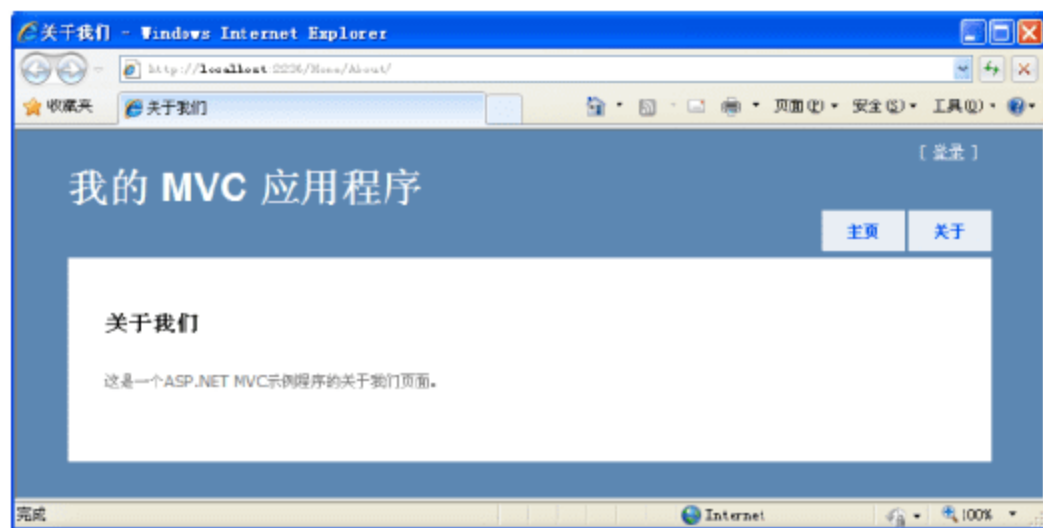 关于我们 - Windows Internet Explorer
http://localhost:2236/Home/About/
收藏夹 关于我们 页面(P) 安全(S) 工具(O)
[ 登录 ]
我的 MVC 应用程序
主页 关于
关于我们
这是一个ASP.NET MVC示例程序的关于我们页面。
完成 Internet 100%